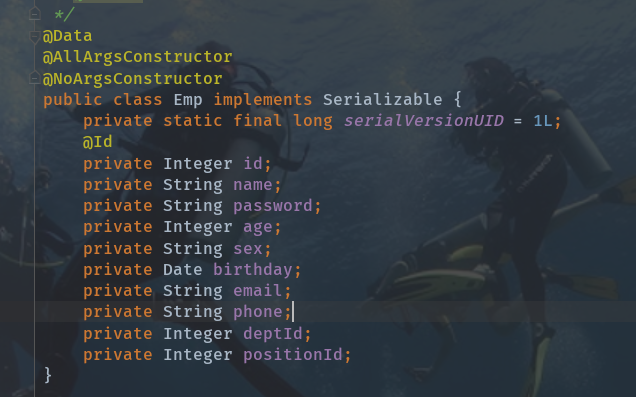 */
@Data
@AllArgsConstructor
@NoArgsConstructor
public class Emp implements Serializable {
    private static final long serialVersionUID = 1L;
    @Id
    private Integer id;
    private String name;
    private String password;
    private Integer age;
    private String sex;
    private Date birthday;
    private String email;
    private String phone;
    private Integer deptId;
    private Integer positionId;
}